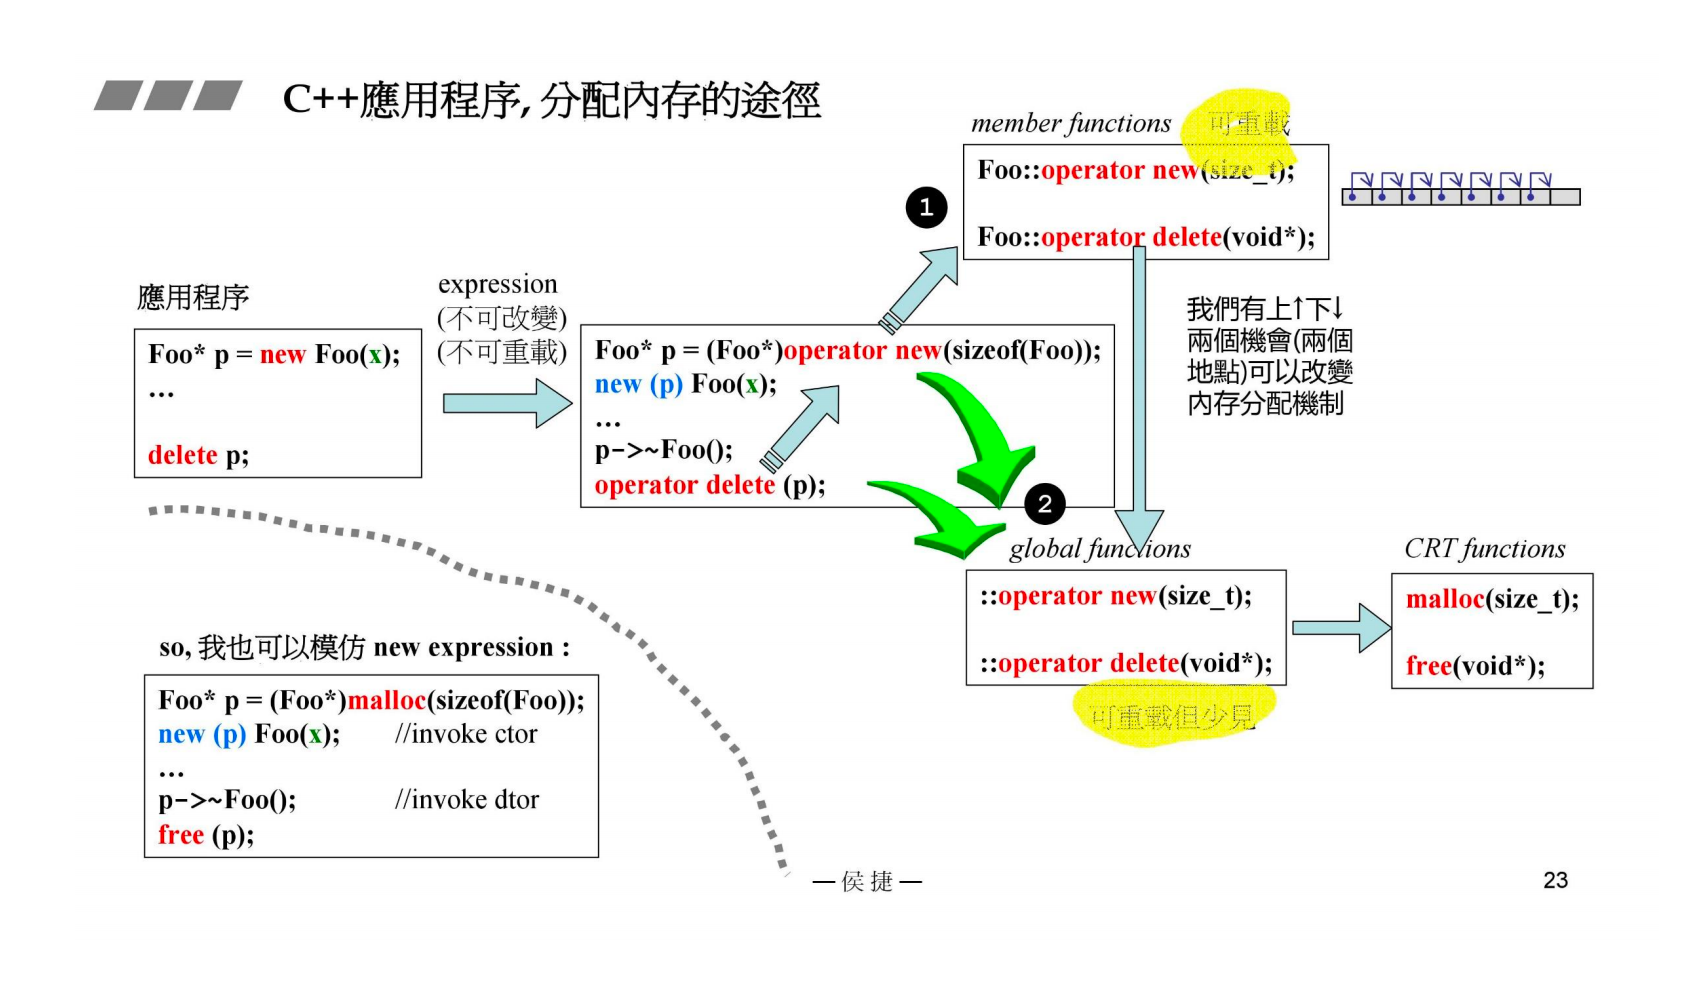 C++應用程序, 分配內存的途徑
member functions 可重載
Foo::operator new(size_t);
Foo::operator delete(void*);
1
應用程序
Foo* p = new Foo(x);
...
delete p;
expression
(不可改變)
(不可重載)
Foo* p = (Foo*)operator new(sizeof(Foo));
new (p) Foo(x);
...
p->~Foo();
operator delete (p);
我們有上↑下↓
兩個機會(兩個
地點)可以改變
內存分配機制
2
global functions
::operator new(size_t);
::operator delete(void*);
可重載但少見
CRT functions
malloc(size_t);
free(void*);
so, 我也可以模仿 new expression :
Foo* p = (Foo*)malloc(sizeof(Foo));
new (p) Foo(x); //invoke ctor
...
p->~Foo(); //invoke dtor
free (p);
— 侯捷 —
23